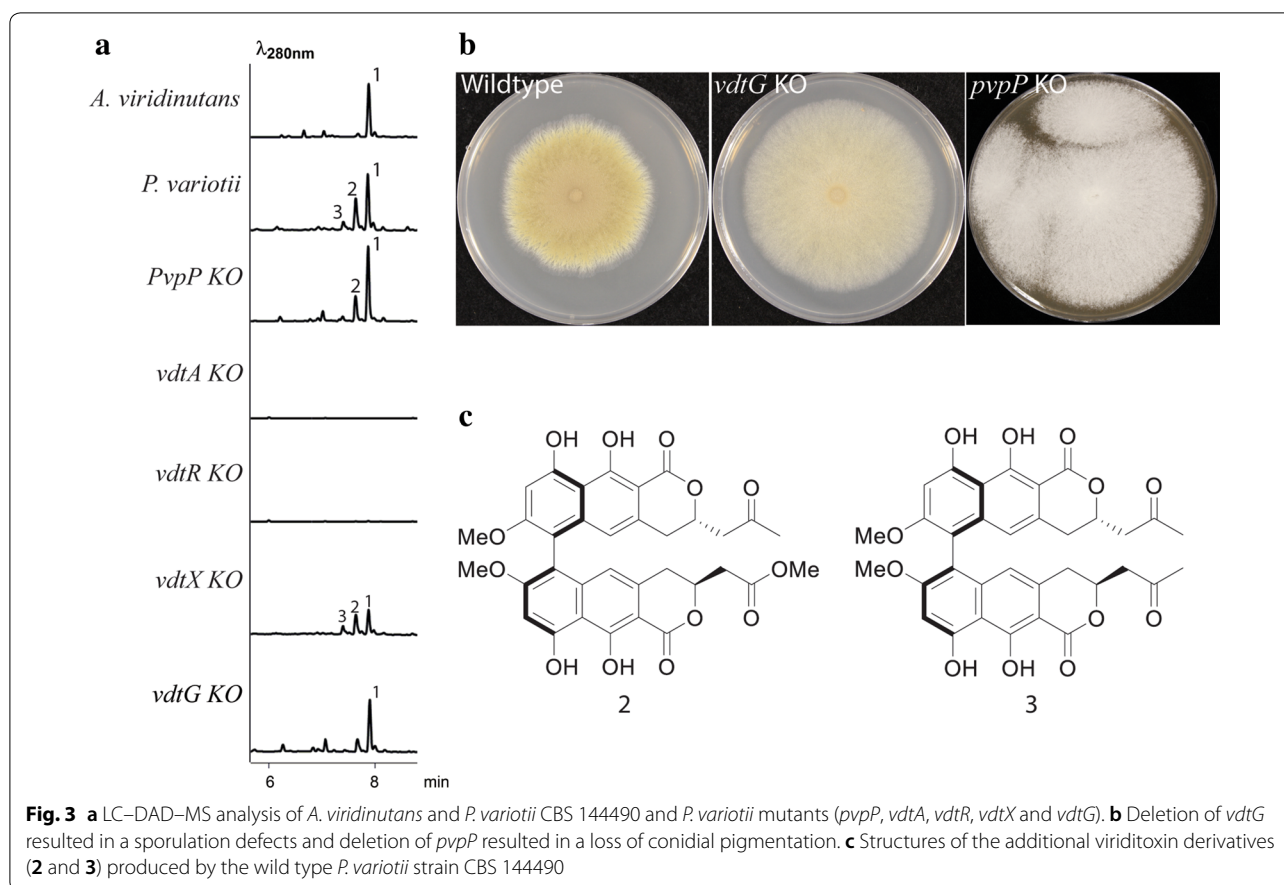 a
λ280nm
A. viridinutans
1
P. variotii
3 2 1
PvpP KO
2 1
vdtA KO
vdtR KO
vdtX KO
3 2 1
vdtG KO
1
6 8 min
b
Wildtype vdtG KO pvpP KO
c
OH OH O
O O
MeO
MeO OMe
O O
OH OH O
2
OH OH O
O O
MeO
MeO
O O
OH OH O
3
Fig. 3 a LC–DAD–MS analysis of A. viridinutans and P. variotii CBS 144490 and P. variotii mutants (pvpP, vdtA, vdtR, vdtX and vdtG). b Deletion of vdtG
resulted in a sporulation defects and deletion of pvpP resulted in a loss of conidial pigmentation. c Structures of the additional viriditoxin derivatives
(2 and 3) produced by the wild type P. variotii strain CBS 144490